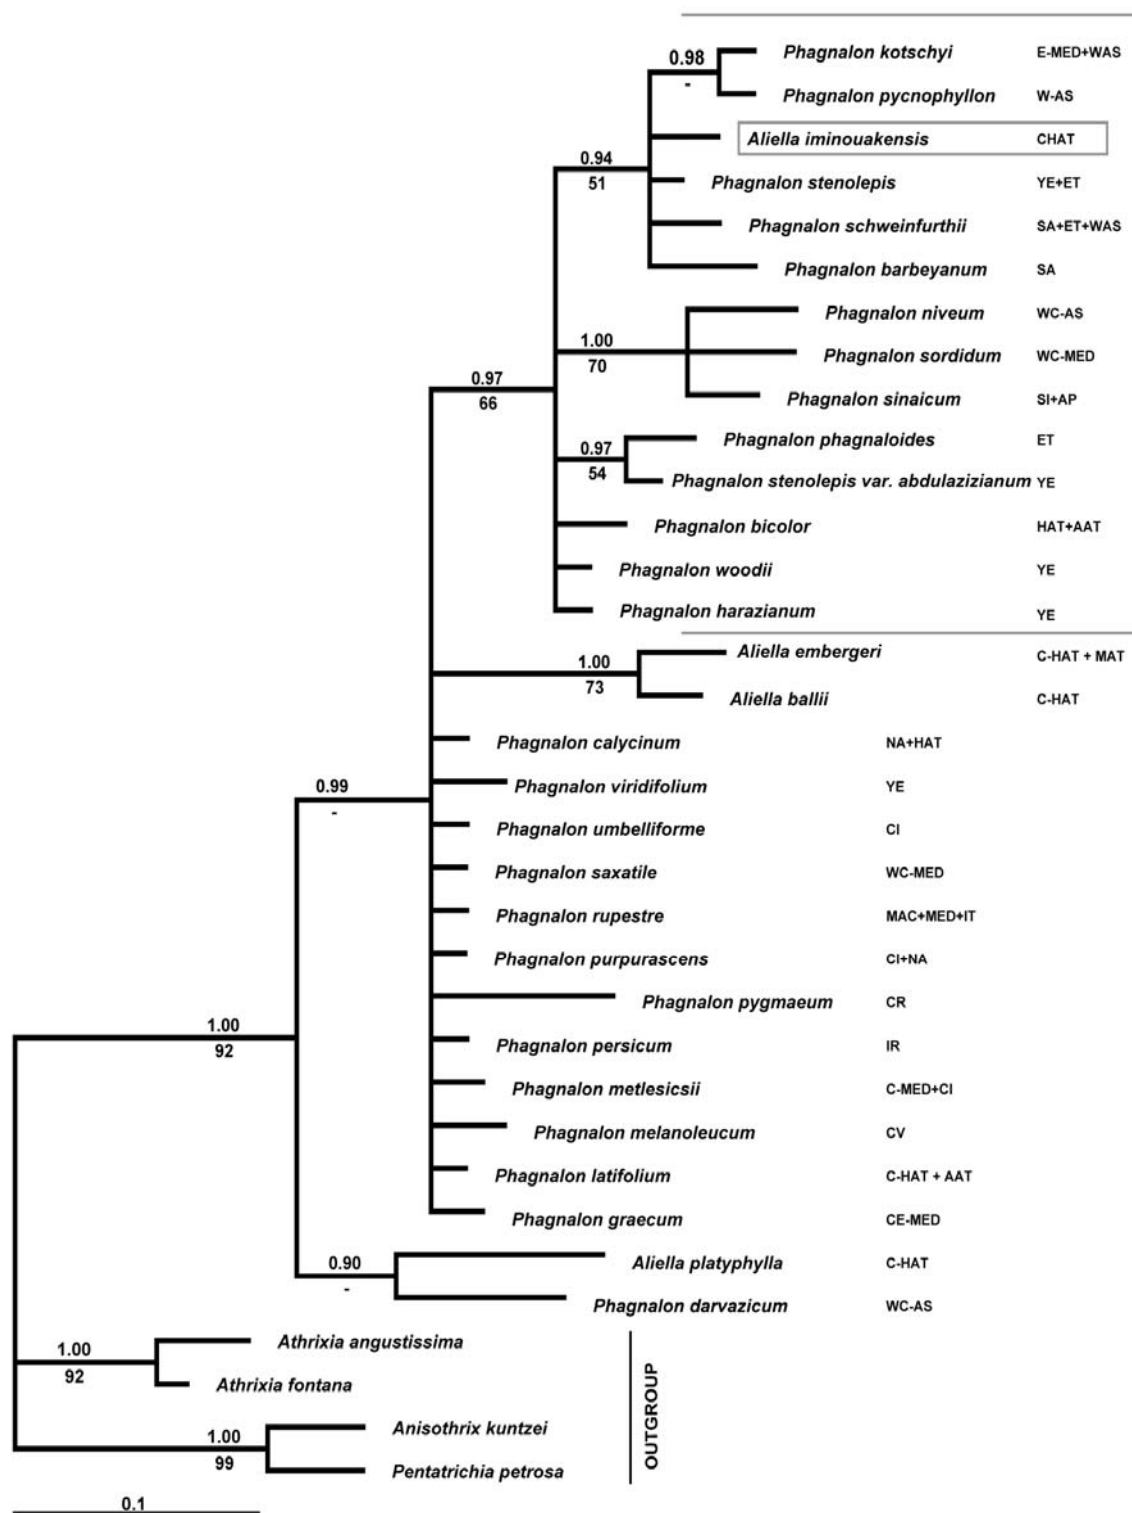 Phagnalon kotschyi E-MED+WAS
0.98
-
Phagnalon pycnophyllon W-AS
Aliella iminouakensis CHAT
0.94
51
Phagnalon stenolepis YE+ET
Phagnalon schweinfurthii SA+ET+WAS
Phagnalon barbeyanum SA
Phagnalon niveum WC-AS
1.00
70
Phagnalon sordidum WC-MED
0.97
66
Phagnalon sinaicum SI+AP
Phagnalon phagnaloides ET
0.97
54
Phagnalon stenolepis var. abdulazizianum YE
Phagnalon bicolor HAT+AAT
Phagnalon woodii YE
Phagnalon harazianum YE
Aliella embergeri C-HAT + MAT
1.00
73
Aliella ballii C-HAT
Phagnalon calycinum NA+HAT
0.99
-
Phagnalon viridifolium YE
Phagnalon umbelliforme CI
Phagnalon saxatile WC-MED
Phagnalon rupestre MAC+MED+IT
Phagnalon purpurascens CI+NA
Phagnalon pygmaeum CR
1.00
92
Phagnalon persicum IR
Phagnalon metlesicsii C-MED+CI
Phagnalon melanoleucum CV
Phagnalon latifolium C-HAT + AAT
Phagnalon graecum CE-MED
Aliella platyphylla C-HAT
0.90
-
Phagnalon darvazicum WC-AS
Athrixia angustissima
1.00
92
Athrixia fontana
OUTGROUP
Anisothrix kuntzei
1.00
99
Pentatrichia petrosa
0.1